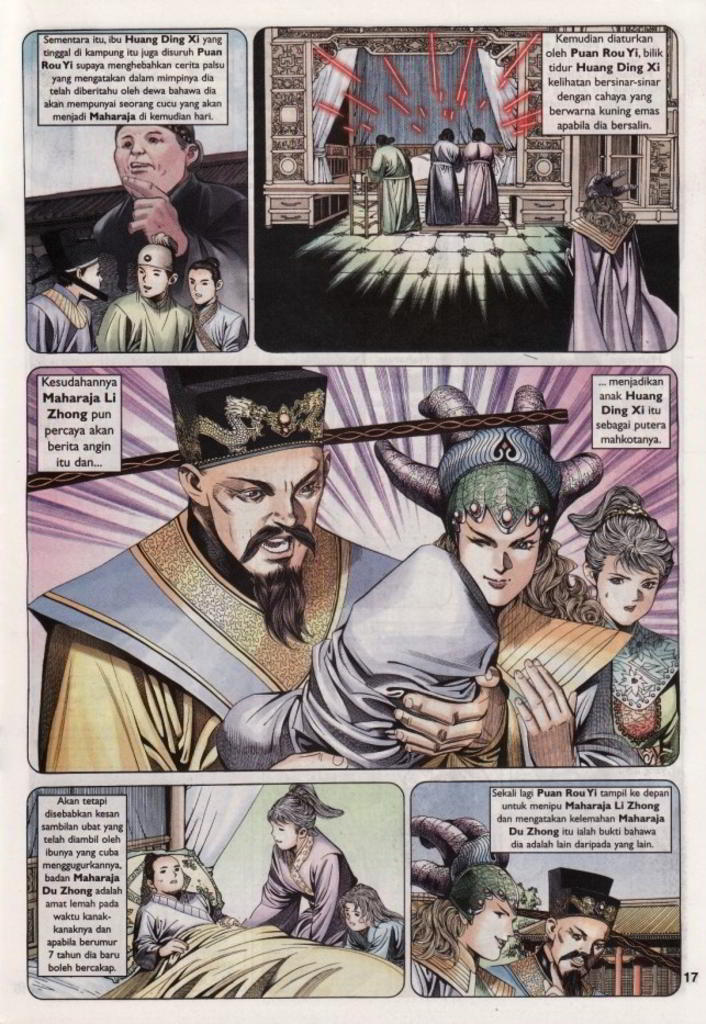 Sementara itu, ibu Huang Ding Xi yang
tinggal di kampung itu juga disuruh Puan
Rou Yi supaya menghebahkan cerita palsu
yang mengatakan dalam mimpinya dia
telah diberitahu oleh dewa bahawa dia
akan mempunyai seorang cucu yang akan
menjadi Maharaja di kemudian hari.
Kemudian diaturkan
oleh Puan Rou Yi, bilik
tidur Huang Ding Xi
kelihatan bersinar-sinar
dengan cahaya yang
berwarna kuning emas
apabila dia bersalin.
Kesudahannya
Maharaja Li
Zhong pun
percaya akan
berita angin
itu dan...
... menjadikan
anak Huang
Ding Xi itu
sebagai putera
mahkotanya.
Akan tetapi
disebabkan kesan
sambilan ubat yang
telah diambil oleh
ibunya yang cuba
menggugurkannya,
badan Maharaja
Du Zhong adalah
amat lemah pada
waktu kanak-
kanaknya dan
apabila berumur
7 tahun dia baru
boleh bercakap.
Sekali lagi Puan Rou Yi tampil ke depan
untuk menipu Maharaja Li Zhong
dan mengatakan kelemahan Maharaja
Du Zhong itu ialah bukti bahawa
dia adalah lain daripada yang lain.
17